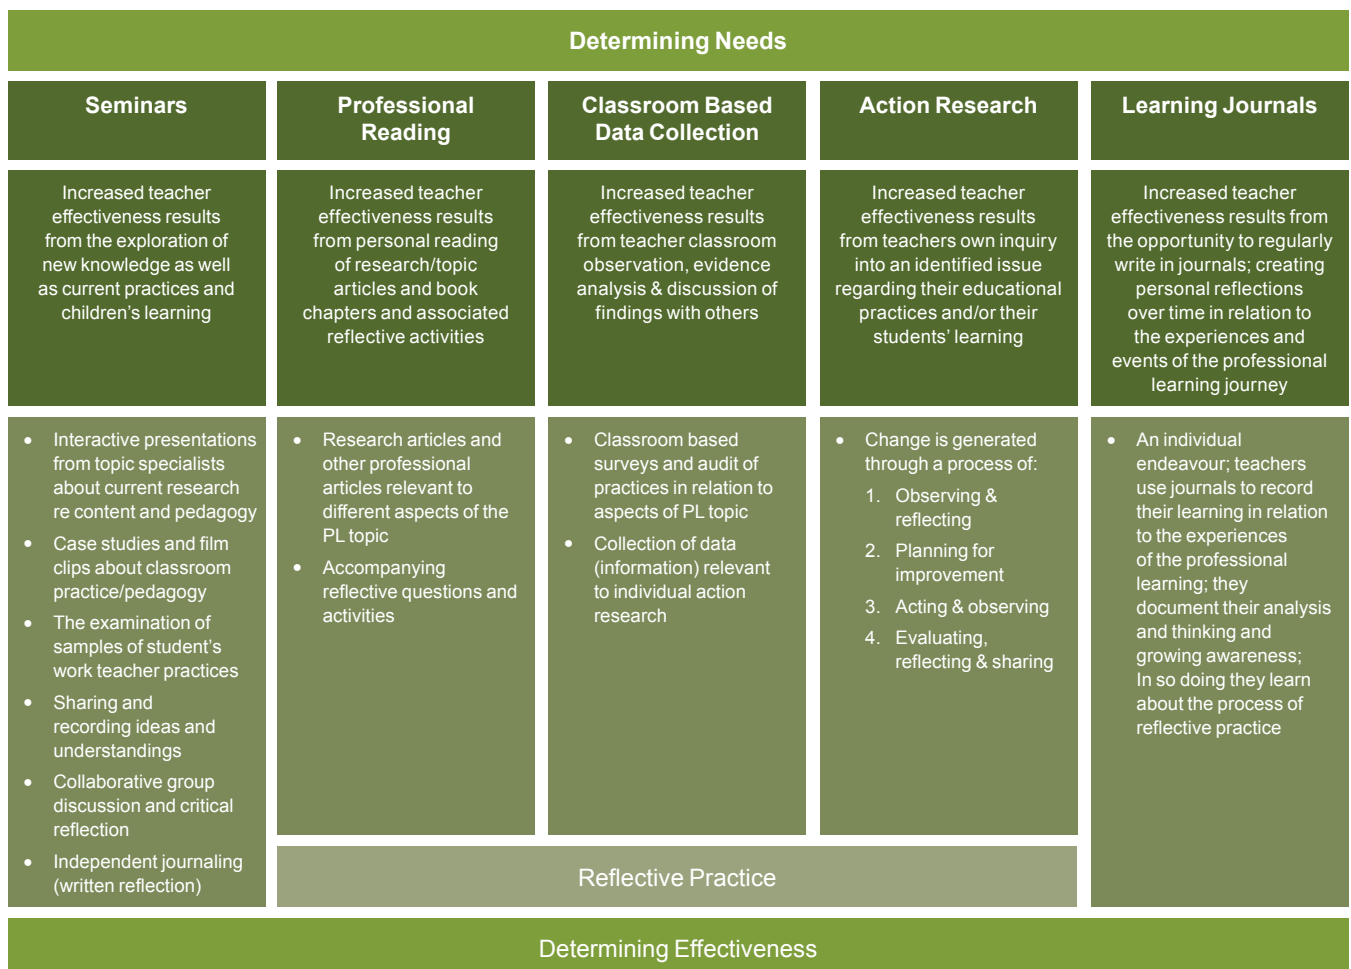 Determining Needs
Seminars
Increased teacher
effectiveness results
from the exploration of
new knowledge as well
as current practices and
children’s learning
• Interactive presentations
from topic specialists
about current research
re content and pedagogy
• Case studies and film
clips about classroom
practice/pedagogy
• The examination of
samples of student’s
work teacher practices
• Sharing and
recording ideas and
understandings
• Collaborative group
discussion and critical
reflection
• Independent journaling
(written reflection)
Professional
Reading
Increased teacher
effectiveness results
from personal reading
of research/topic
articles and book
chapters and associated
reflective activities
• Research articles and
other professional
articles relevant to
different aspects of the
PL topic
• Accompanying
reflective questions and
activities
Classroom Based
Data Collection
Increased teacher
effectiveness results
from teacher classroom
observation, evidence
analysis & discussion of
findings with others
• Classroom based
surveys and audit of
practices in relation to
aspects of PL topic
• Collection of data
(information) relevant
to individual action
research
Action Research
Increased teacher
effectiveness results
from teachers own inquiry
into an identified issue
regarding their educational
practices and/or their
students’ learning
• Change is generated
through a process of:
1. Observing &
reflecting
2. Planning for
improvement
3. Acting & observing
4. Evaluating,
reflecting & sharing
Learning Journals
Increased teacher
effectiveness results from
the opportunity to regularly
write in journals; creating
personal reflections
over time in relation to
the experiences and
events of the professional
learning journey
• An individual
endeavour; teachers
use journals to record
their learning in relation
to the experiences
of the professional
learning; they
document their analysis
and thinking and
growing awareness;
In so doing they learn
about the process of
reflective practice
Reflective Practice
Determining Effectiveness